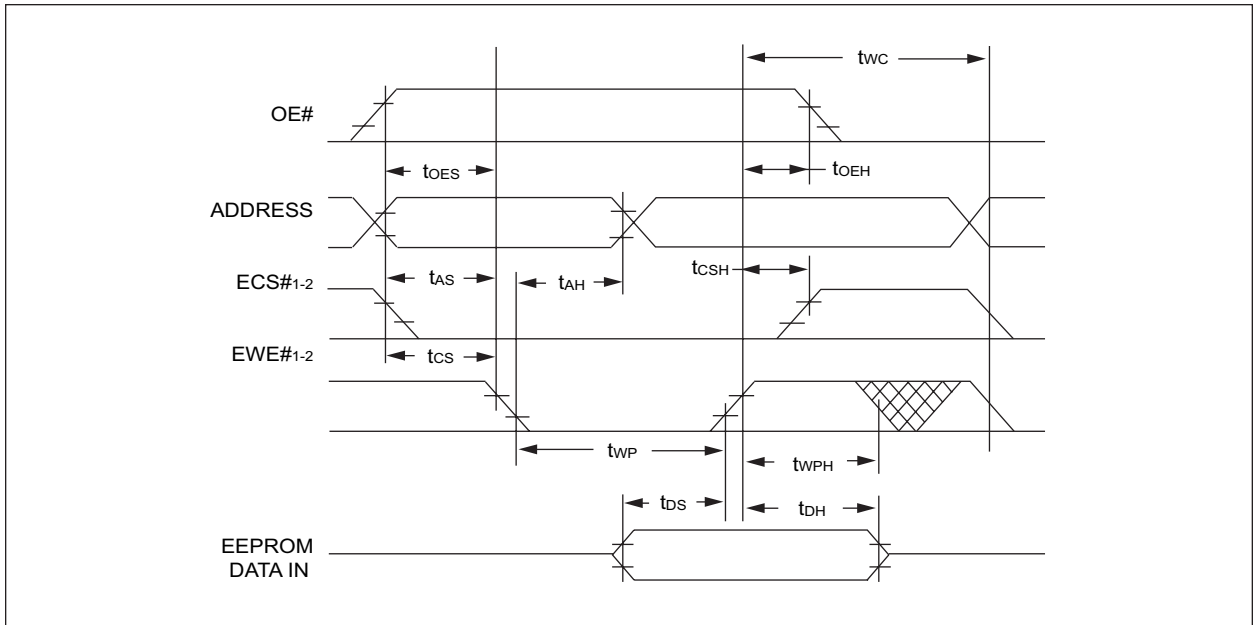 tWC
OE#
tOES
tOEH
ADDRESS
tCSH
ECS#1-2
tAS
tAH
EWE#1-2
tCS
tWP
tWPH
tDS
tDH
EEPROM
DATA IN